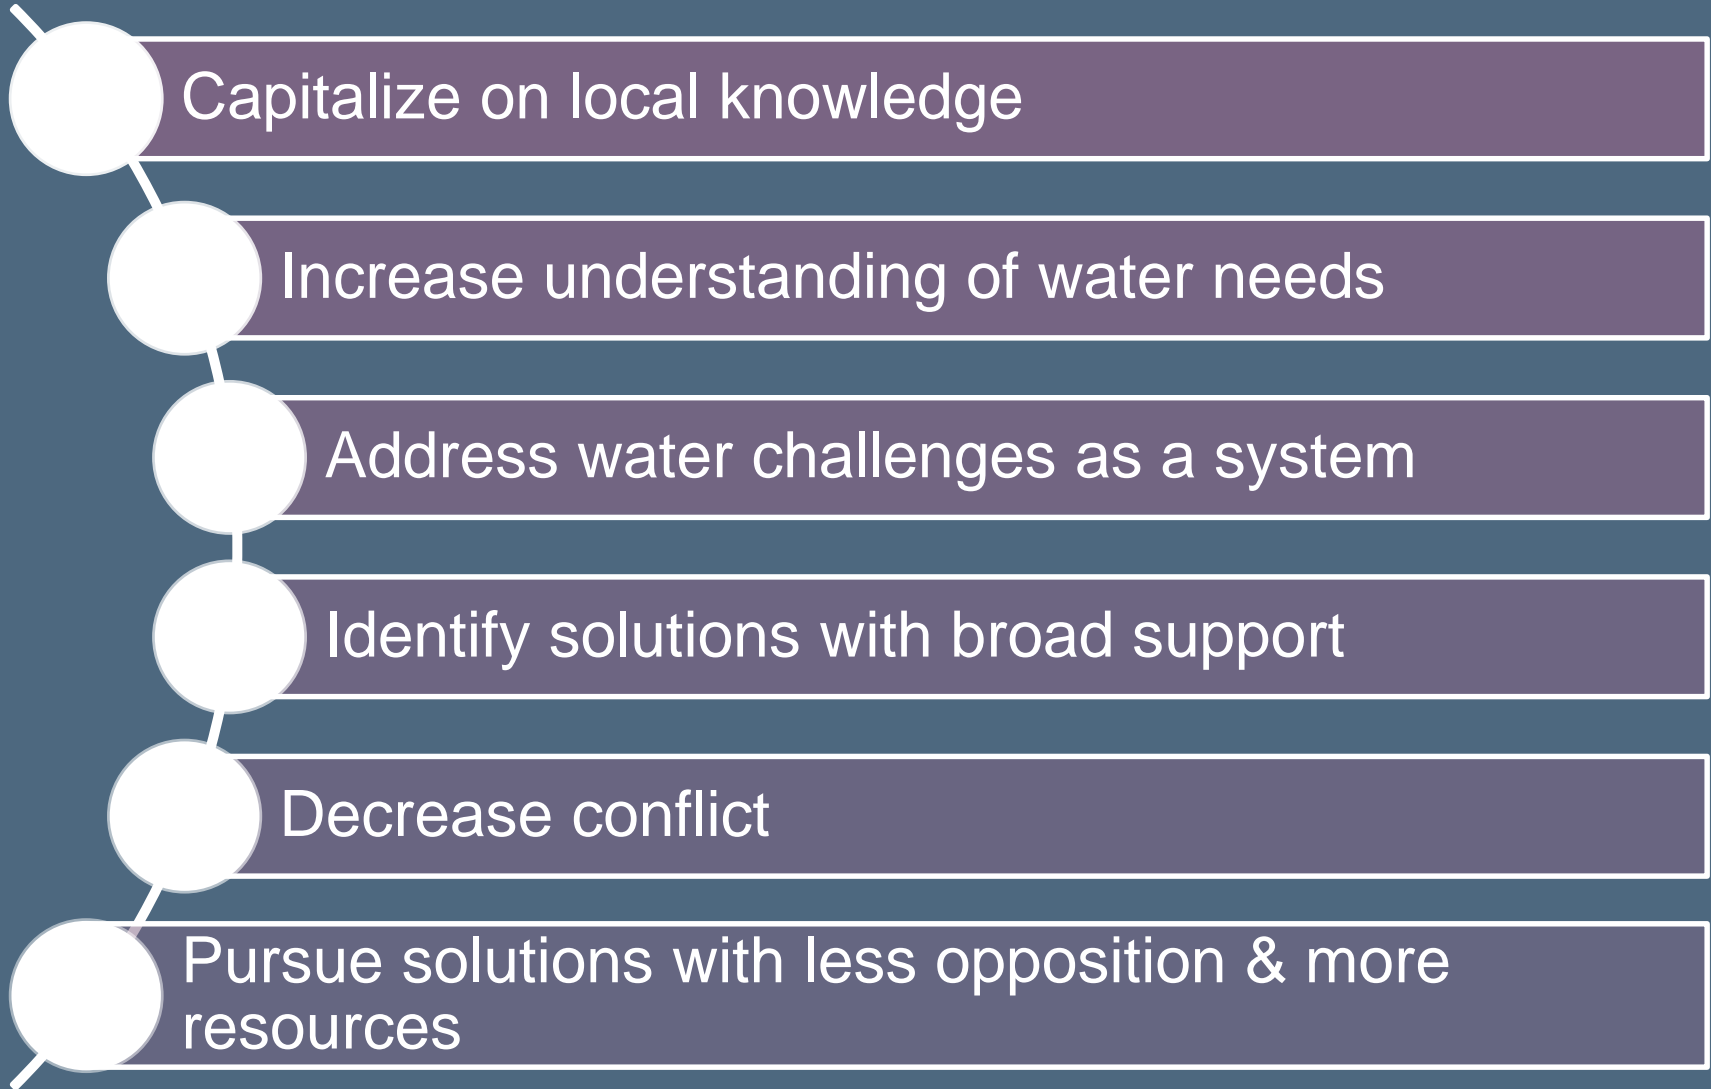 Capitalize on local knowledge
Increase understanding of water needs
Address water challenges as a system
Identify solutions with broad support
Decrease conflict
Pursue solutions with less opposition & more
resources